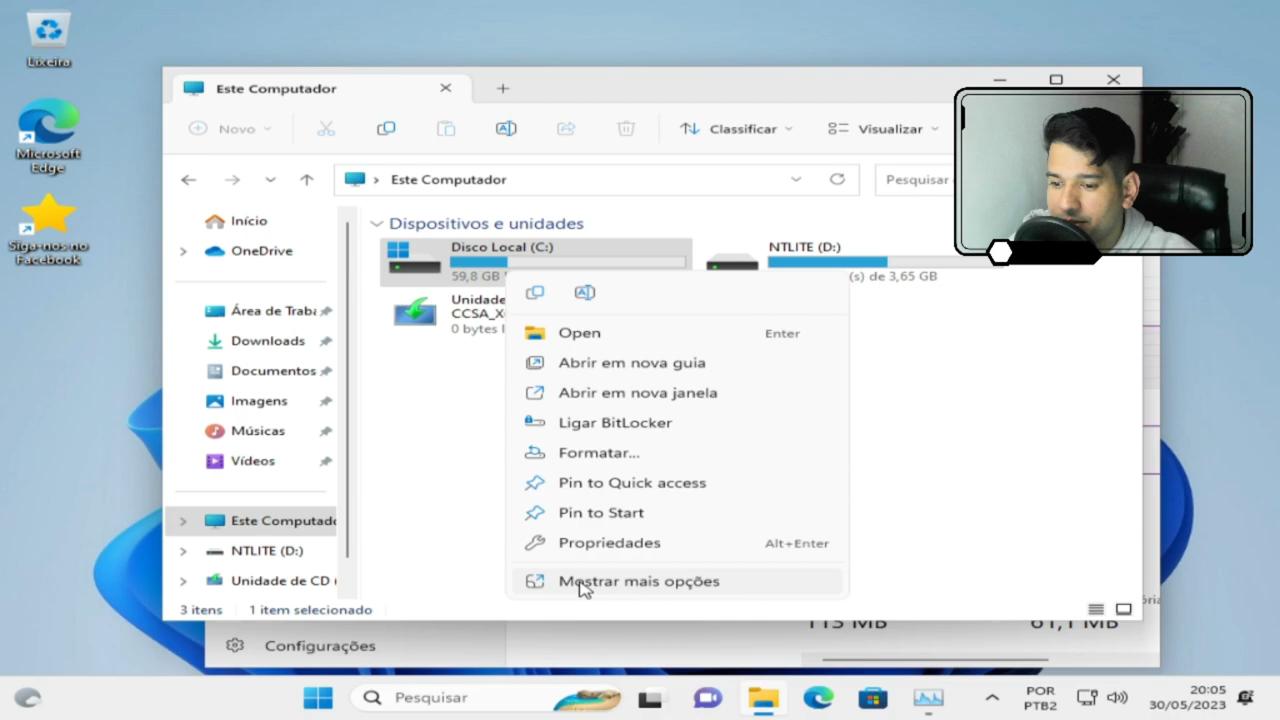 Lixeira
Microsoft
Edge
Siga-nos no
Facebook
Este Computador
Novo
Classificar
Visualizar
Este Computador
Pesquisar
Início
OneDrive
Área de Traba
Downloads
Documentos
Imagens
Músicas
Vídeos
Este Computado
NTLITE (D:)
Unidade de CD (
3 itens
1 item selecionado
Dispositivos e unidades
Disco Local (C:)
59,8 GB
NTLITE (D:)
(s) de 3,65 GB
Unidade
CCSA_X
0 bytes l
Open Enter
Abrir em nova guia
Abrir em nova janela
Ligar BitLocker
Formatar...
Pin to Quick access
Pin to Start
Propriedades Alt+Enter
Mostrar mais opções
Configurações
115 MB
61,1 MB
Pesquisar
POR
PTB2
20:05
30/05/2023